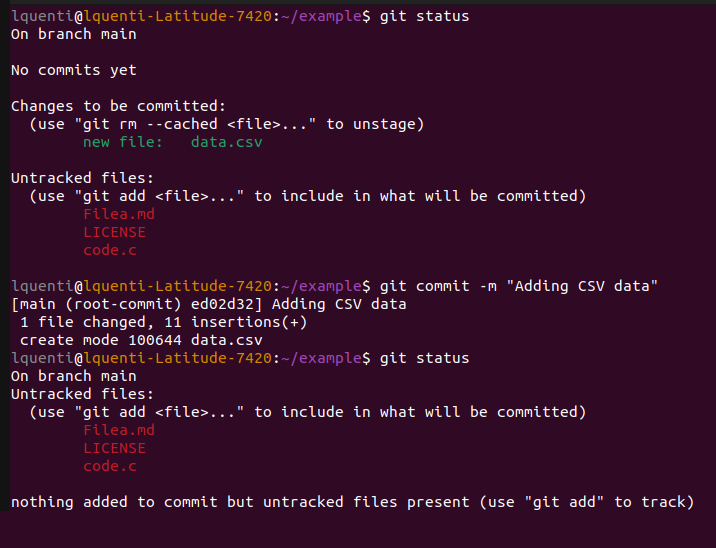 lquenti@lquenti-Latitude-7420:~/example$ git status
On branch main

No commits yet

Changes to be committed:
  (use "git rm --cached <file>..." to unstage)
        new file:   data.csv

Untracked files:
  (use "git add <file>..." to include in what will be committed)
        Filea.md
        LICENSE
        code.c

lquenti@lquenti-Latitude-7420:~/example$ git commit -m "Adding CSV data"
[main (root-commit) ed02d32] Adding CSV data
 1 file changed, 11 insertions(+)
 create mode 100644 data.csv
lquenti@lquenti-Latitude-7420:~/example$ git status
On branch main
Untracked files:
  (use "git add <file>..." to include in what will be committed)
        Filea.md
        LICENSE
        code.c

nothing added to commit but untracked files present (use "git add" to track)